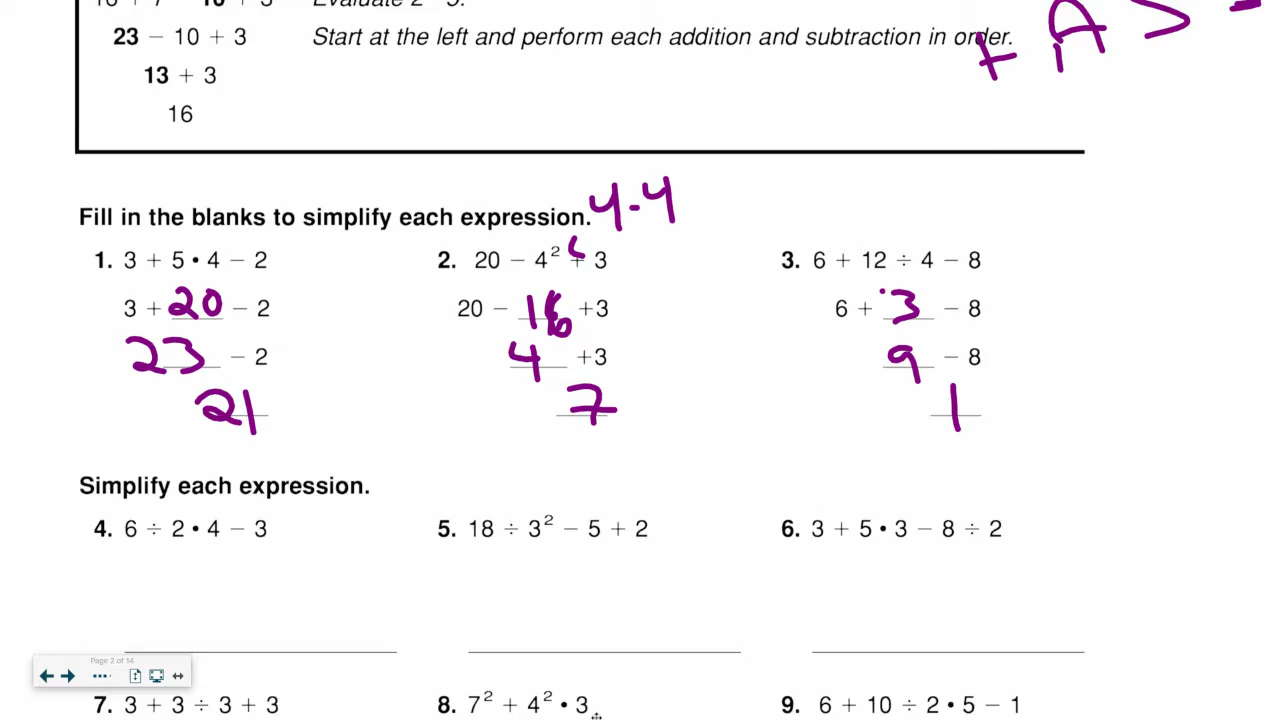 23 − 10 + 3 Start at the left and perform each addition and subtraction in order.
+ A > -
13 + 3
16
Fill in the blanks to simplify each expression. 4·4
1. 3 + 5 • 4 − 2
3 + 20 − 2
23 − 2
21
2. 20 − 4² + 3
20 − 16 +3
4 +3
7
3. 6 + 12 ÷ 4 − 8
6 + 3 − 8
9 − 8
1
Simplify each expression.
4. 6 ÷ 2 • 4 − 3
5. 18 ÷ 3² − 5 + 2
6. 3 + 5 • 3 − 8 ÷ 2
Page 2 of 14
7. 3 + 3 ÷ 3 + 3
8. 7² + 4² • 3
9. 6 + 10 ÷ 2 • 5 − 1